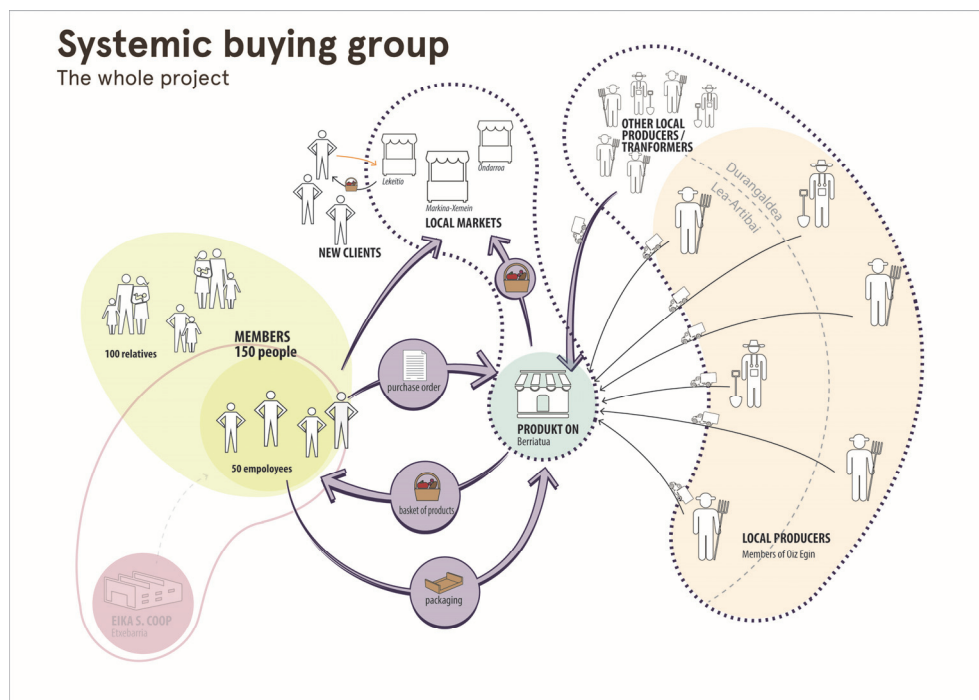 Systemic buying group
The whole project
OTHER LOCAL
PRODUCERS /
TRANFORMERS
Durangaldea
Lea-Artibai
Lekeitio
Ondarroa
Markina-Xemein
LOCAL MARKETS
NEW CLIENTS
100 relatives
MEMBERS
150 people
purchase order
PRODUKT ON
Berriatua
50 empoloyees
basket of products
LOCAL PRODUCERS
Members of Oiz Egin
packaging
EIKA S. COOP
Etxebarria